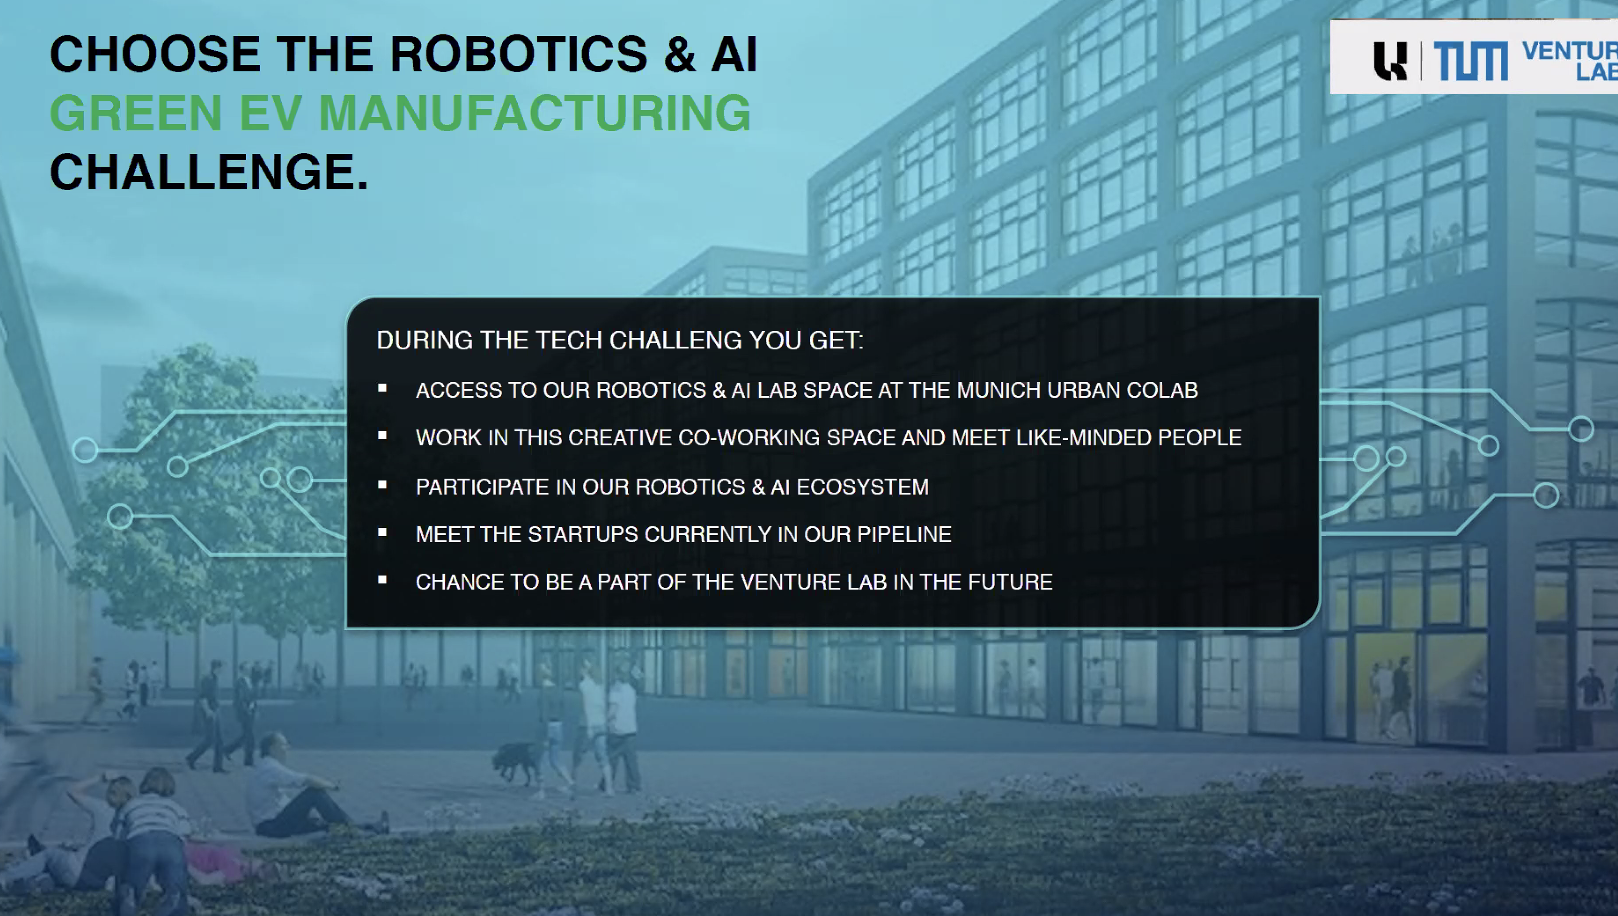 CHOOSE THE ROBOTICS & AI
GREEN EV MANUFACTURING
CHALLENGE.
TUM
VENTUR
LAB
DURING THE TECH CHALLENG YOU GET:
▪ ACCESS TO OUR ROBOTICS & AI LAB SPACE AT THE MUNICH URBAN COLAB
▪ WORK IN THIS CREATIVE CO-WORKING SPACE AND MEET LIKE-MINDED PEOPLE
▪ PARTICIPATE IN OUR ROBOTICS & AI ECOSYSTEM
▪ MEET THE STARTUPS CURRENTLY IN OUR PIPELINE
▪ CHANCE TO BE A PART OF THE VENTURE LAB IN THE FUTURE